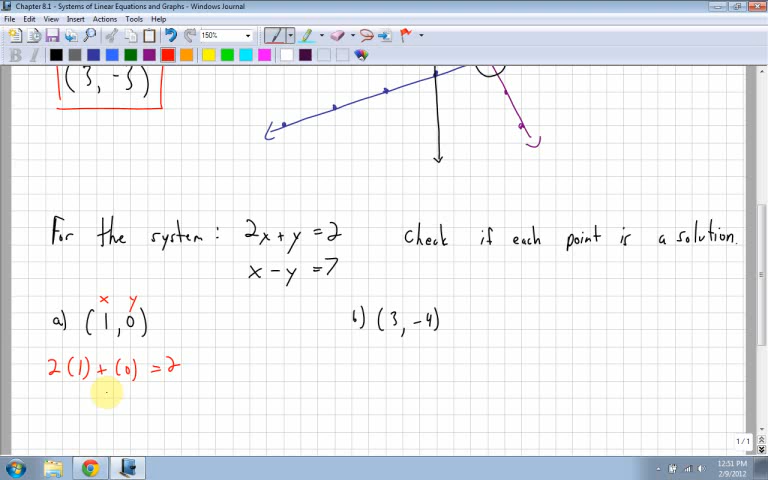 Chapter 8.1 - Systems of Linear Equations and Graphs - Windows Journal
File Edit View Insert Actions Tools Help
150%
B I
(3, -3)
For the system: 2x + y = 2 Check if each point is a solution.
x - y = 7
x y
a) (1, 0) b) (3, -4)
2(1) + (0) = 2
1 / 1
12:51 PM
2/9/2012